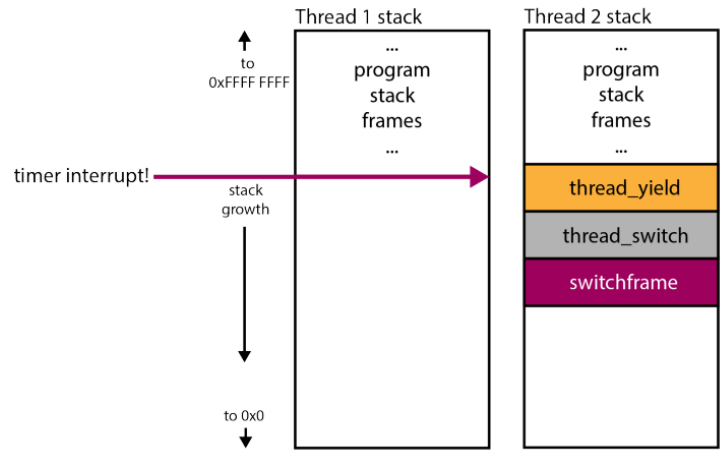 Thread 1 stack
Thread 2 stack
to
0xFFFF FFFF
...
program
stack
frames
...
...
program
stack
frames
...
timer interrupt!
stack
growth
thread_yield
thread_switch
switchframe
to 0x0